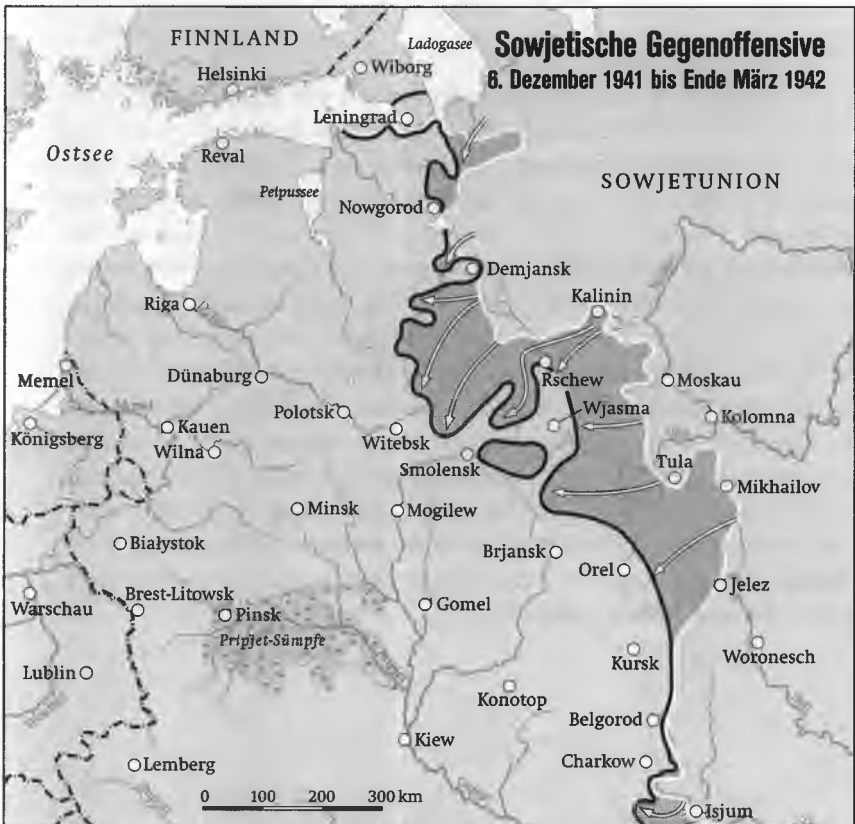 Sowjetische Gegenoffensive
6. Dezember 1941 bis Ende März 1942
FINNLAND
Ladogasee
Helsinki
Wiborg
Leningrad
Ostsee
Reval
Peipussee
SOWJETUNION
Nowgorod
Demjansk
Riga
Kalinin
Memel
Dünaburg
Rschew
Moskau
Polotsk
Wjasma
Kolomna
Königsberg
Kauen
Witebsk
Wilna
Smolensk
Tula
Mikhailov
Minsk
Mogilew
Białystok
Brjansk
Orel
Jelez
Warschau
Brest-Litowsk
Pinsk
Gomel
Pripjet-Sümpfe
Kursk
Woronesch
Lublin
Konotop
Belgorod
Kiew
Charkow
Lemberg
0 100 200 300 km
Isjum